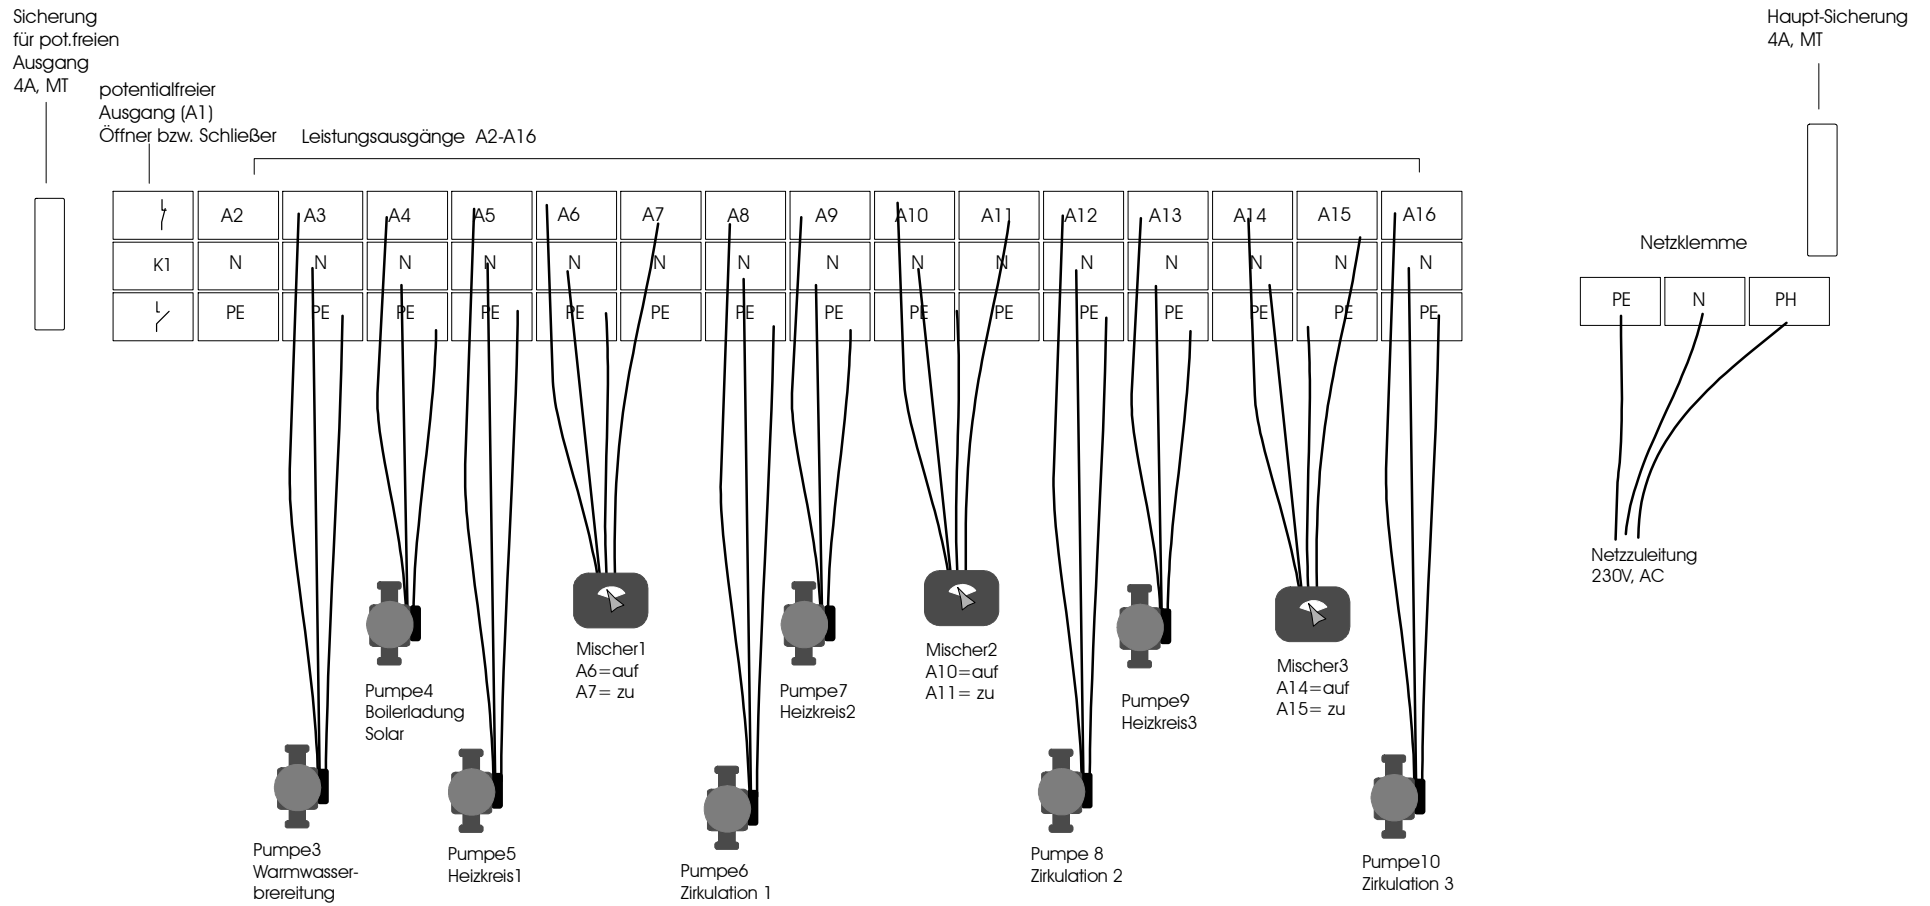 Sicherung
für pot.freien
Ausgang
4A, MT
potentialfreier
Ausgang (A1)
Öffner bzw. Schließer
Leistungsausgänge A2-A16
Haupt-Sicherung
4A, MT
A2 A3 A4 A5 A6 A7 A8 A9 A10 A11 A12 A13 A14 A15 A16
K1 N N N N N N N N N N N N N N N
PE PE PE PE PE PE PE PE PE PE PE PE PE PE PE
Netzklemme
PE N PH
Netzzuleitung
230V, AC
Mischer1
A6=auf
A7= zu
Mischer2
A10=auf
A11= zu
Mischer3
A14=auf
A15= zu
Pumpe4
Boilerladung
Solar
Pumpe7
Heizkreis2
Pumpe9
Heizkreis3
Pumpe3
Warmwasser-
brereitung
Pumpe5
Heizkreis1
Pumpe6
Zirkulation 1
Pumpe 8
Zirkulation 2
Pumpe10
Zirkulation 3